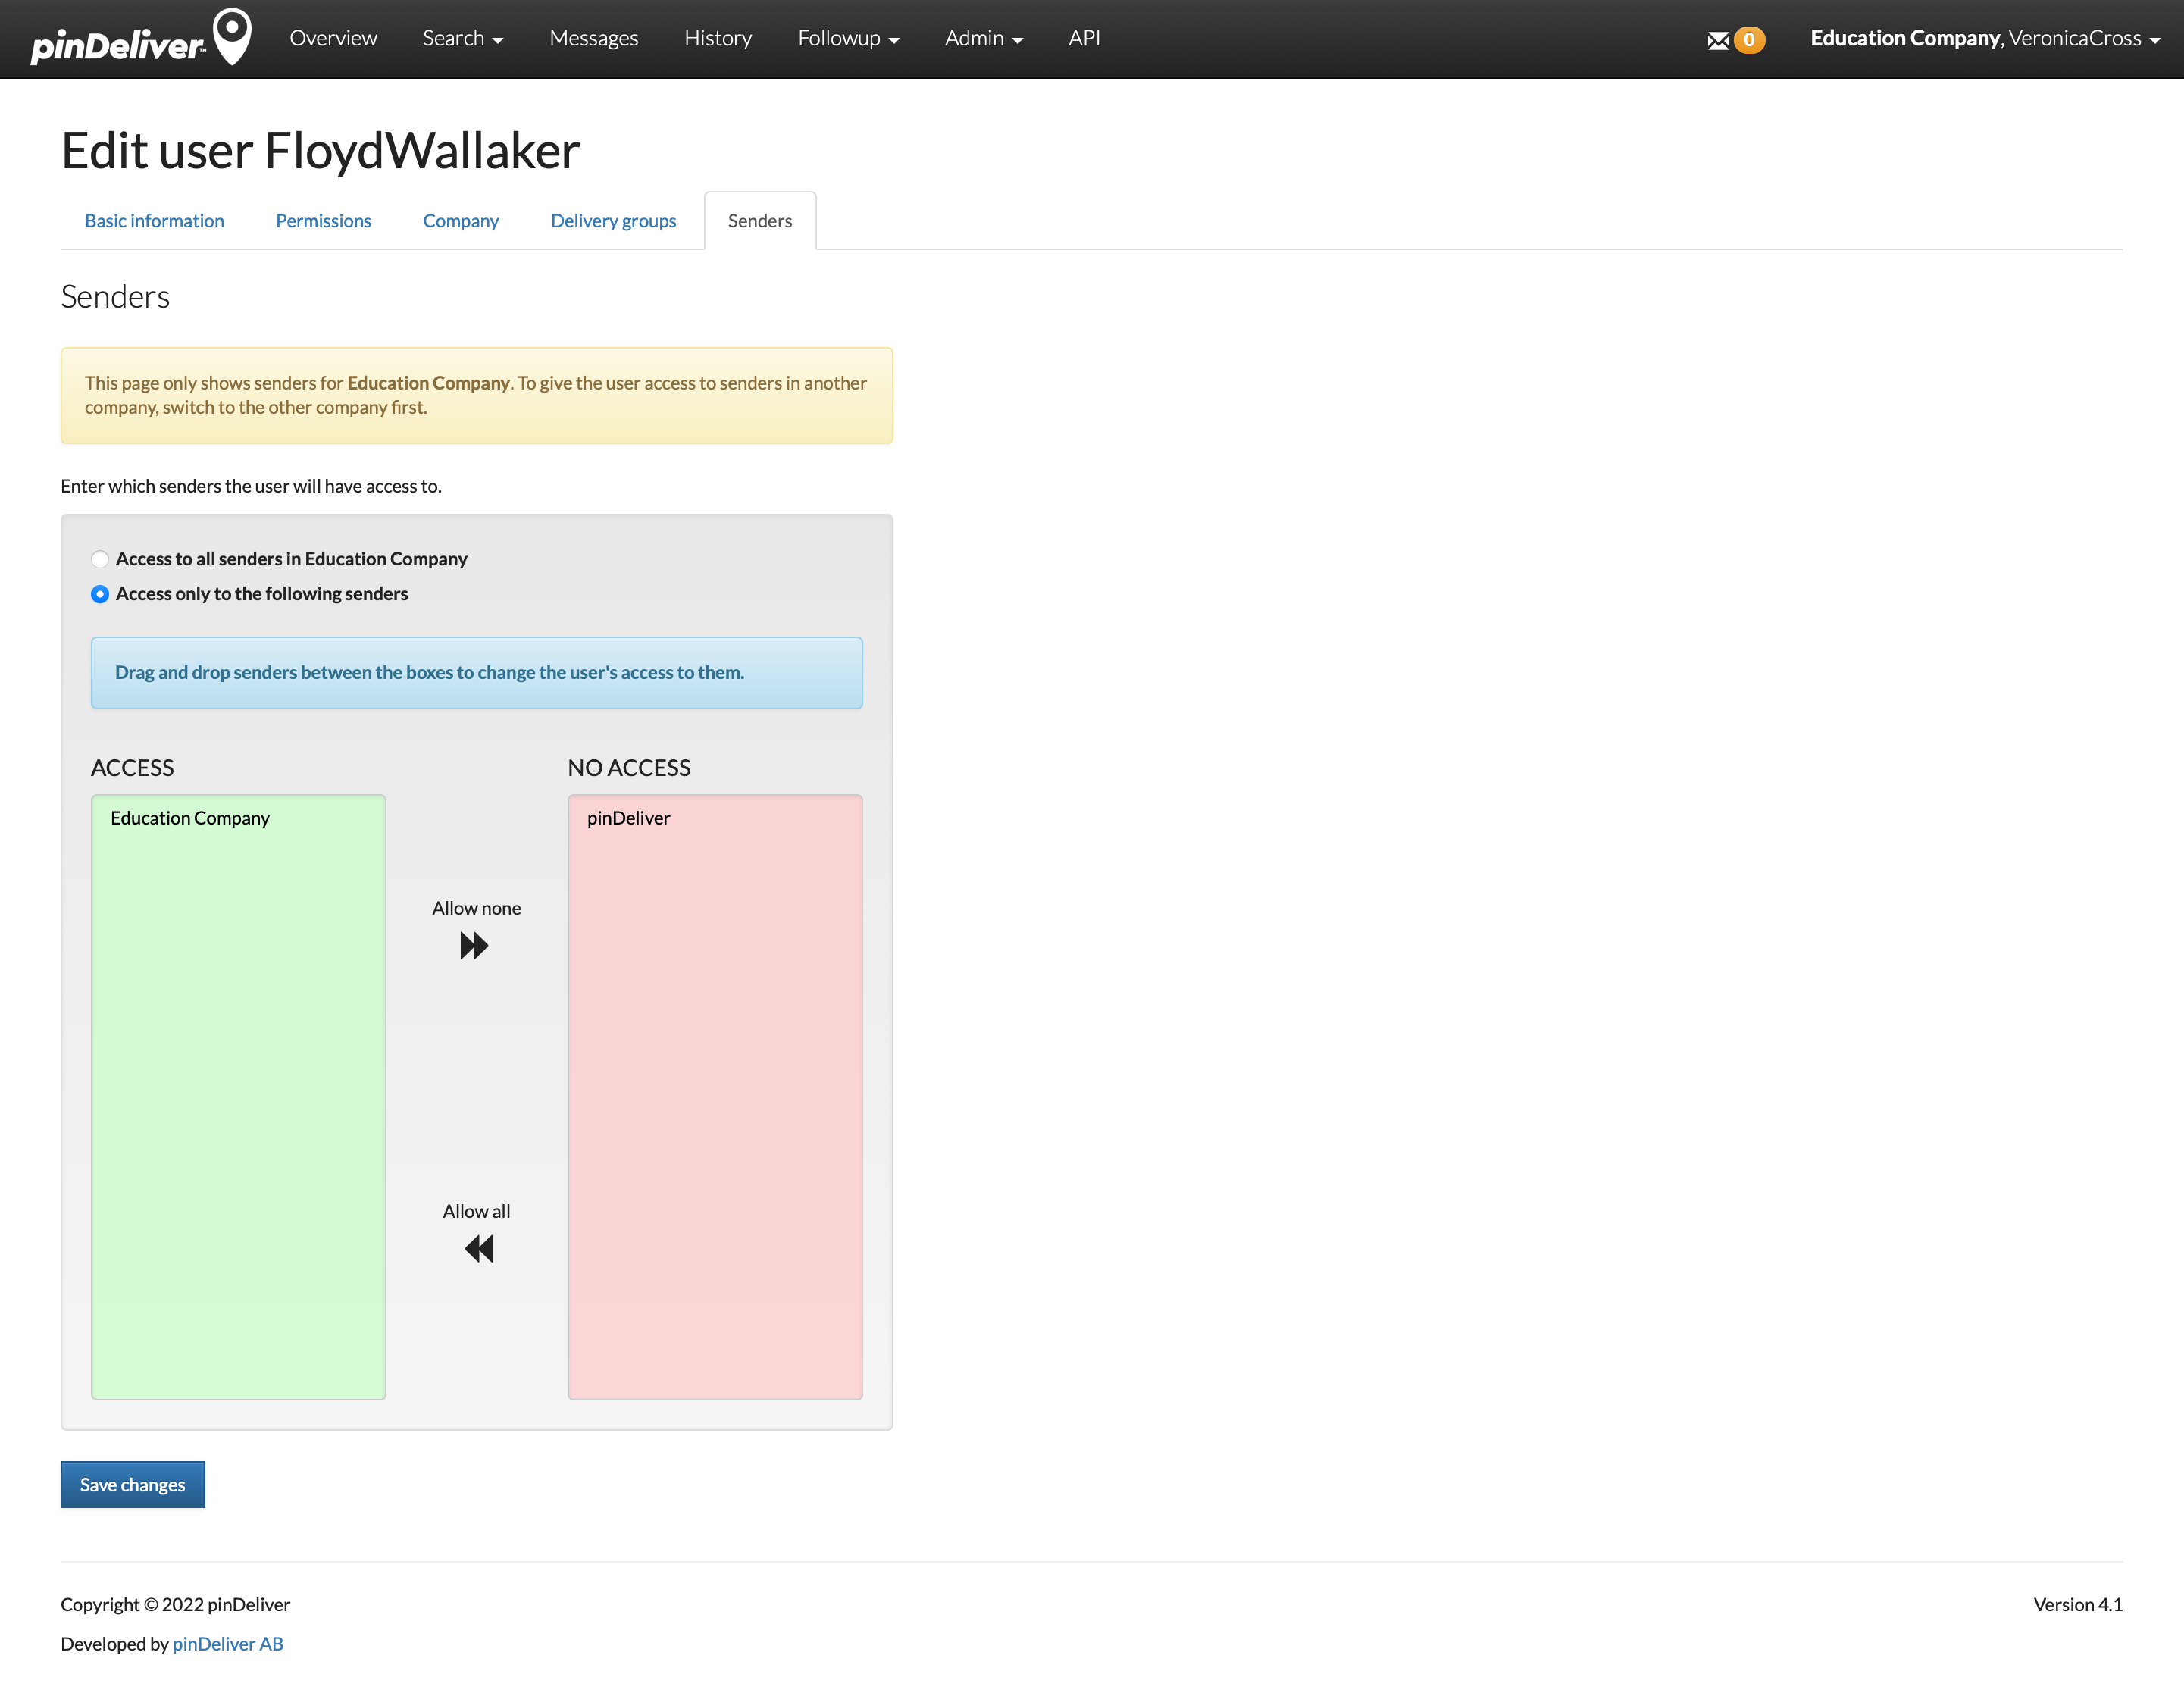 pinDeliver™ Overview Search Messages History Followup Admin API 0 Education Company, VeronicaCross
Edit user FloydWallaker
Basic information Permissions Company Delivery groups Senders
Senders
This page only shows senders for Education Company. To give the user access to senders in another
company, switch to the other company first.
Enter which senders the user will have access to.
Access to all senders in Education Company
Access only to the following senders
Drag and drop senders between the boxes to change the user's access to them.
ACCESS NO ACCESS
Education Company pinDeliver
Allow none
Allow all
Save changes
Copyright © 2022 pinDeliver Version 4.1
Developed by pinDeliver AB